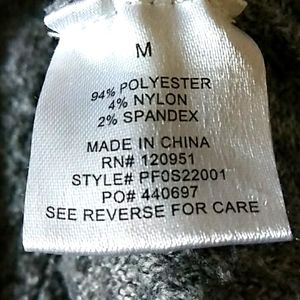 M
94% POLYESTER
4% NYLON
2% SPANDEX
MADE IN CHINA
RN# 120951
STYLE# PF0S22001
PO# 440697
SEE REVERSE FOR CARE